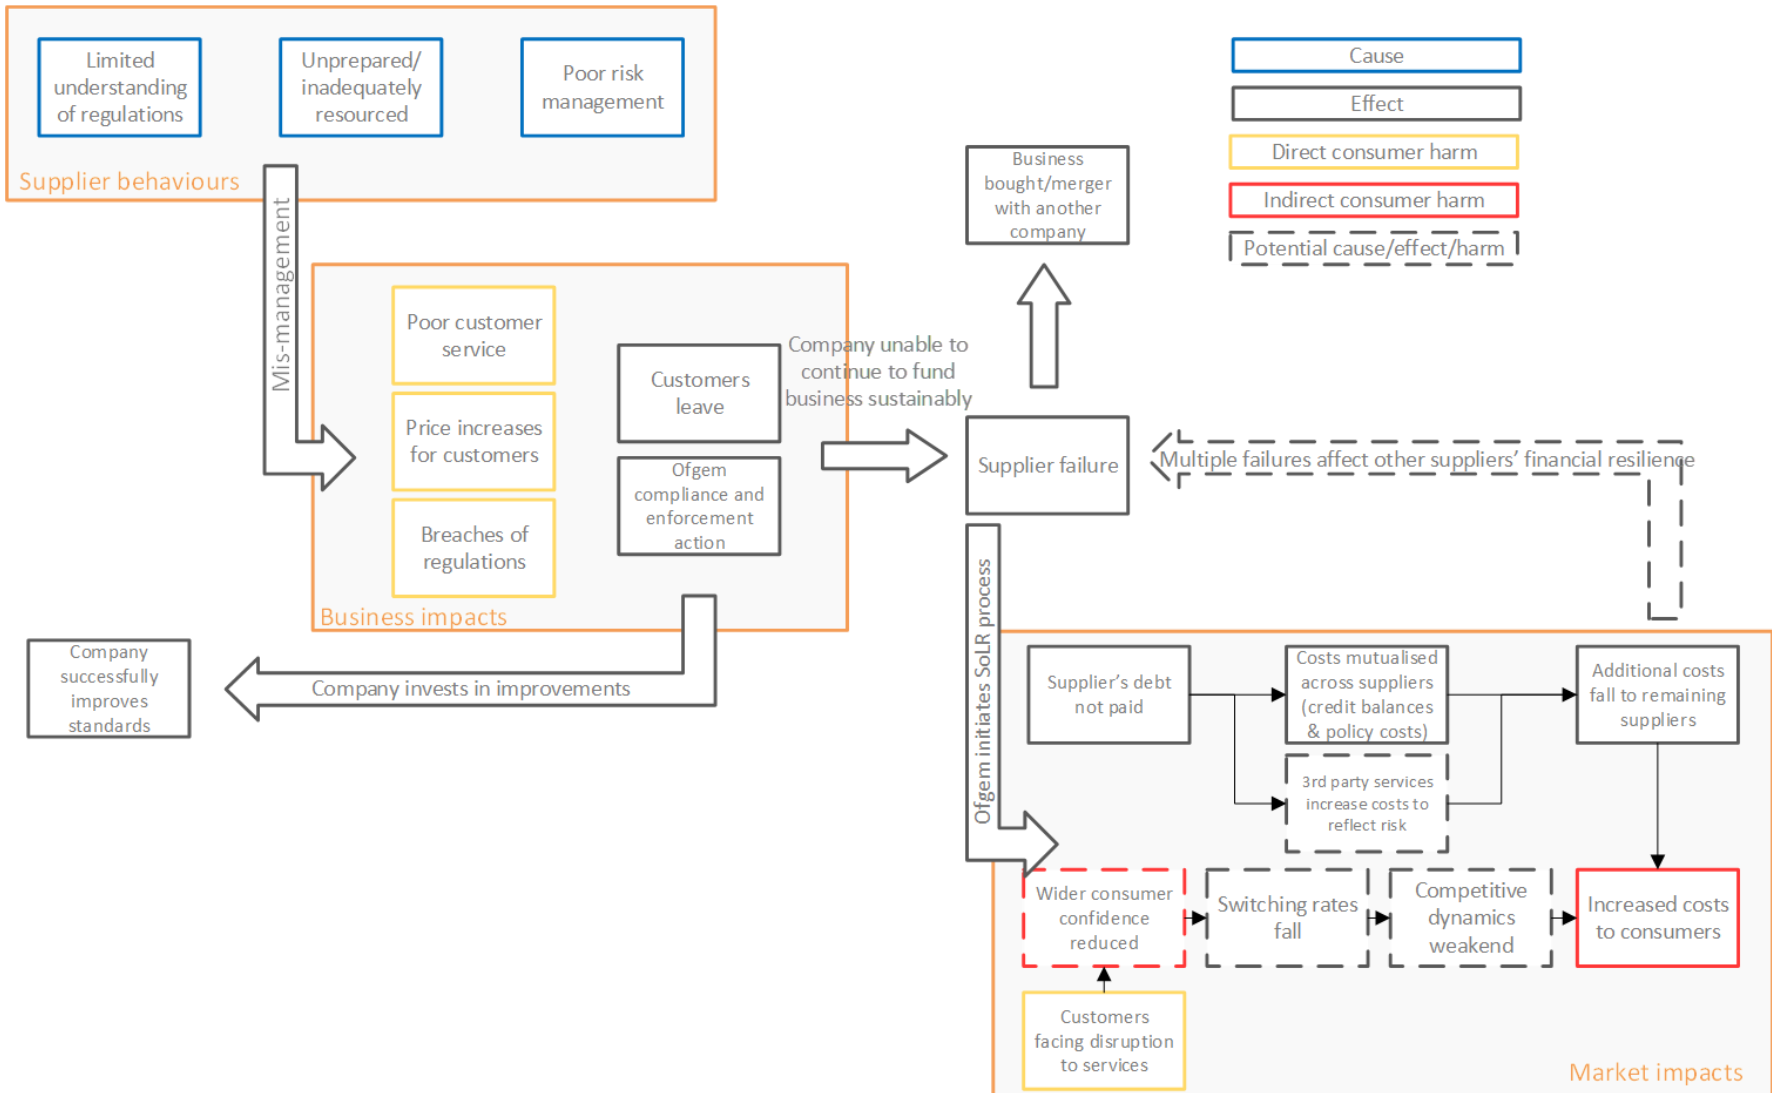 Limited
understanding
of regulations
Unprepared/
inadequately
resourced
Poor risk
management
Supplier behaviours
Cause
Effect
Direct consumer harm
Indirect consumer harm
Potential cause/effect/harm
Mis-management
Business
bought/merger
with another
company
Poor customer
service
Price increases
for customers
Breaches of
regulations
Customers
leave
Ofgem
compliance and
enforcement
action
Business impacts
Company unable to
continue to fund
business sustainably
Supplier failure
Multiple failures affect other suppliers’ financial resilience
Company invests in improvements
Company
successfully
improves
standards
Ofgem initiates SoLR process
Supplier’s debt
not paid
Costs mutualised
across suppliers
(credit balances
& policy costs)
Additional costs
fall to remaining
suppliers
3rd party services
increase costs to
reflect risk
Wider consumer
confidence
reduced
Switching rates
fall
Competitive
dynamics
weakend
Increased costs
to consumers
Customers
facing disruption
to services
Market impacts